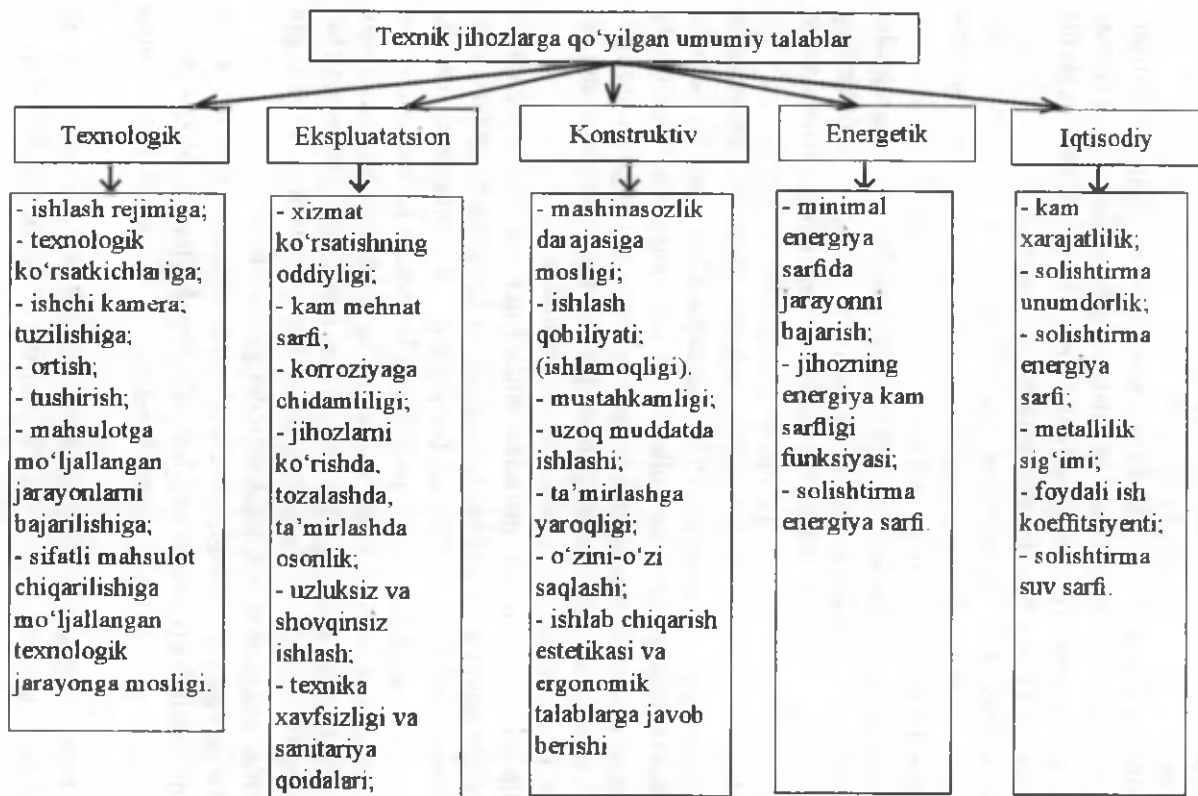 Texnik jihozlarga qo‘yilgan umumiy talablar
Texnologik
Ekspluatatsion
Konstruktiv
Energetik
Iqtisodiy
- ishlash rejimiga;
- texnologik
ko‘rsatkichlariga;
- ishchi kamera;
tuzilishiga;
- ortish;
- tushirish;
- mahsulotga
mo‘ljallangan
jarayonlarni
bajarilishiga;
- sifatli mahsulot
chiqarilishiga
mo‘ljallangan
texnologik
jarayonga mosligi.
- xizmat
ko‘rsatishning
oddiyligi;
- kam mehnat
sarfi;
- korroziyaga
chidamliligi;
- jihozlarni
ko‘rishda,
tozalashda,
ta’mirlashda
osonlik;
- uzluksiz va
shovqinsiz
ishlash;
- texnika
xavfsizligi va
sanitariya
qoidalari;
- mashinasozlik
darajasiga
mosligi;
- ishlash
qobiliyati;
(ishlamoqligi).
- mustahkamligi;
- uzoq muddatda
ishlashi;
- ta’mirlashga
yaroqligi;
- o‘zini-o‘zi
saqlashi;
- ishlab chiqarish
estetikasi va
ergonomik
talablarga javob
berishi
- minimal
energiya
sarfida
jarayonni
bajarish;
- jihozning
energiya kam
sarfligi
funksiyasi;
- solishtirma
energiya sarfi.
- kam
xarajatlilik;
- solishtirma
unumdorlik;
- solishtirma
energiya
sarfi;
- metallilik
sig‘imi;
- foydali ish
koeffitsiyenti;
- solishtirma
suv sarfi.